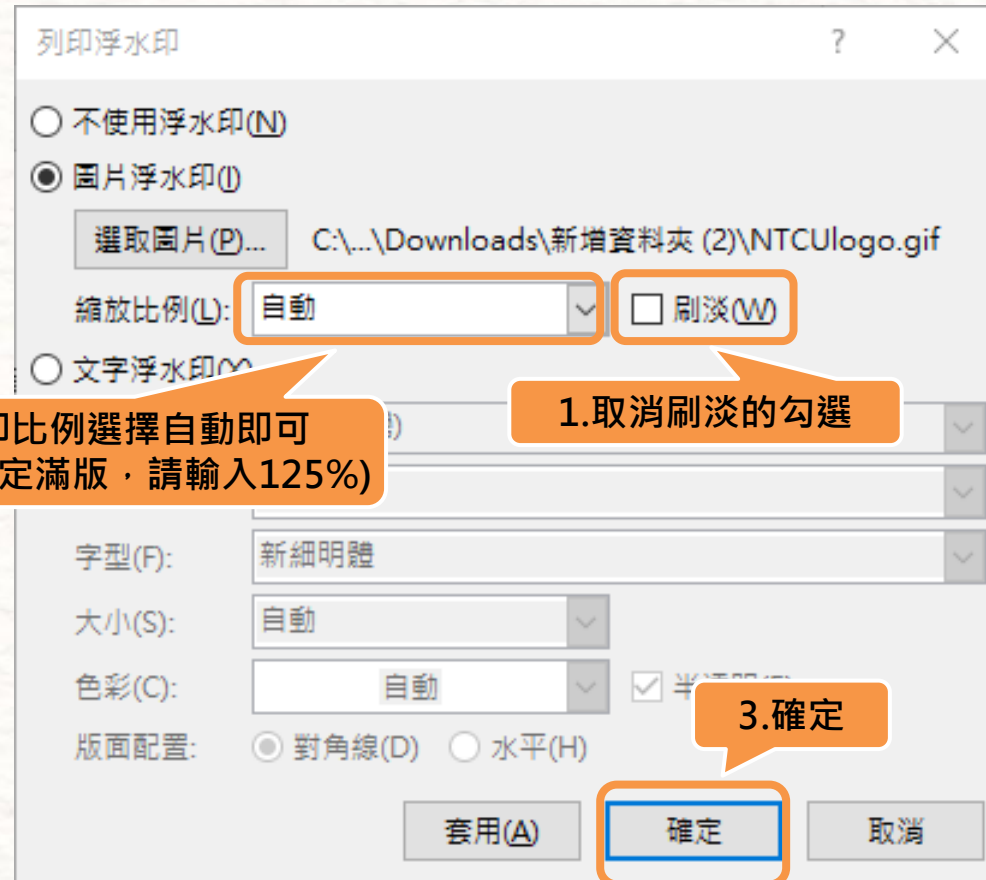 列印浮水印 ? ×
不使用浮水印(N)
圖片浮水印(I)
選取圖片(P)... C:\...\Downloads\新增資料夾 (2)\NTCUlogo.gif
縮放比例(L): 自動 刷淡(W)
文字浮水印(X)
1.取消刷淡的勾選
印比例選擇自動即可
定滿版，請輸入125%)
字型(F): 新細明體
大小(S): 自動
色彩(C): 自動
3.確定
版面配置: 對角線(D) 水平(H)
套用(A) 確定 取消